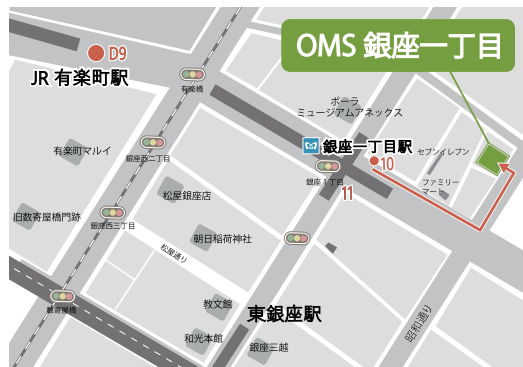 OMS 銀座一丁目
D9
JR 有楽町駅
有楽橋
ポーラ
ミュージアムアネックス
銀座一丁目駅
セブンイレブン
10
銀座1丁目
11
ファミリー
マート
有楽町マルイ
銀座西二丁目
松屋銀座店
旧数寄屋橋門跡
銀座西三丁目
朝日稲荷神社
松屋通り
数寄屋橋
教文館
東銀座駅
昭和通り
和光本館
銀座三越